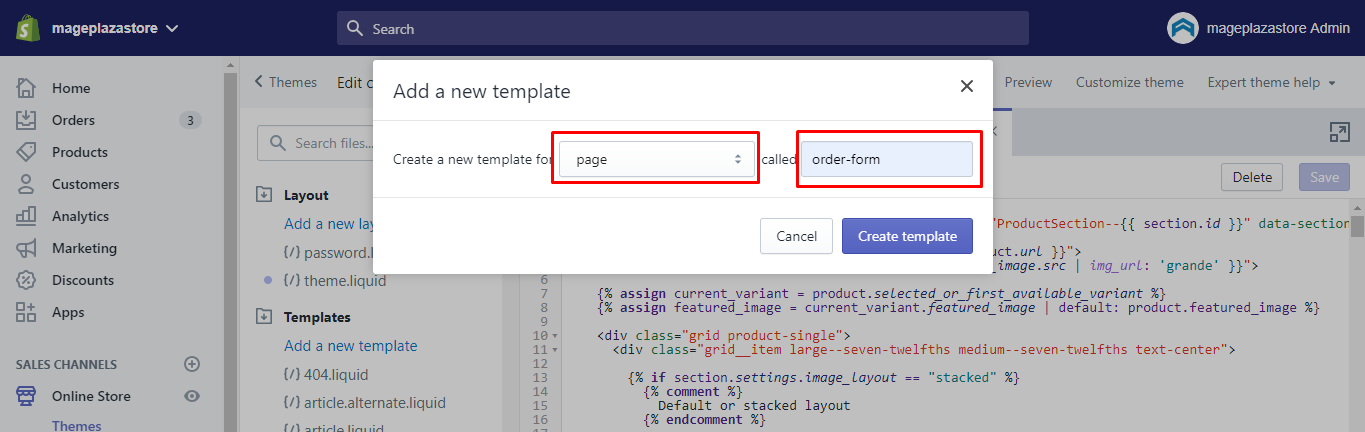 mageplazastore
Search
mageplazastore Admin
Home
Orders 3
Products
Customers
Analytics
Marketing
Discounts
Apps
SALES CHANNELS
Online Store
Themes
Themes
Edit c
Preview
Customize theme
Expert theme help
Search files...
Layout
Add a new lay
{/} password.l
{/} theme.liquid
Templates
Add a new template
{/} 404.liquid
{/} article.alternate.liquid
{/} article.liquid
Add a new template
Create a new template for
page
called
order-form
Cancel
Create template
Delete
Save
"ProductSection--{{ section.id }}" data-section
uct.url }}">
_image.src | img_url: 'grande' }}">
6
7 {% assign current_variant = product.selected_or_first_available_variant %}
8 {% assign featured_image = current_variant.featured_image | default: product.featured_image %}
9
10 <div class="grid product-single">
11 <div class="grid__item large--seven-twelfths medium--seven-twelfths text-center">
12
13 {% if section.settings.image_layout == "stacked" %}
14 {% comment %}
15 Default or stacked layout
16 {% endcomment %}
17